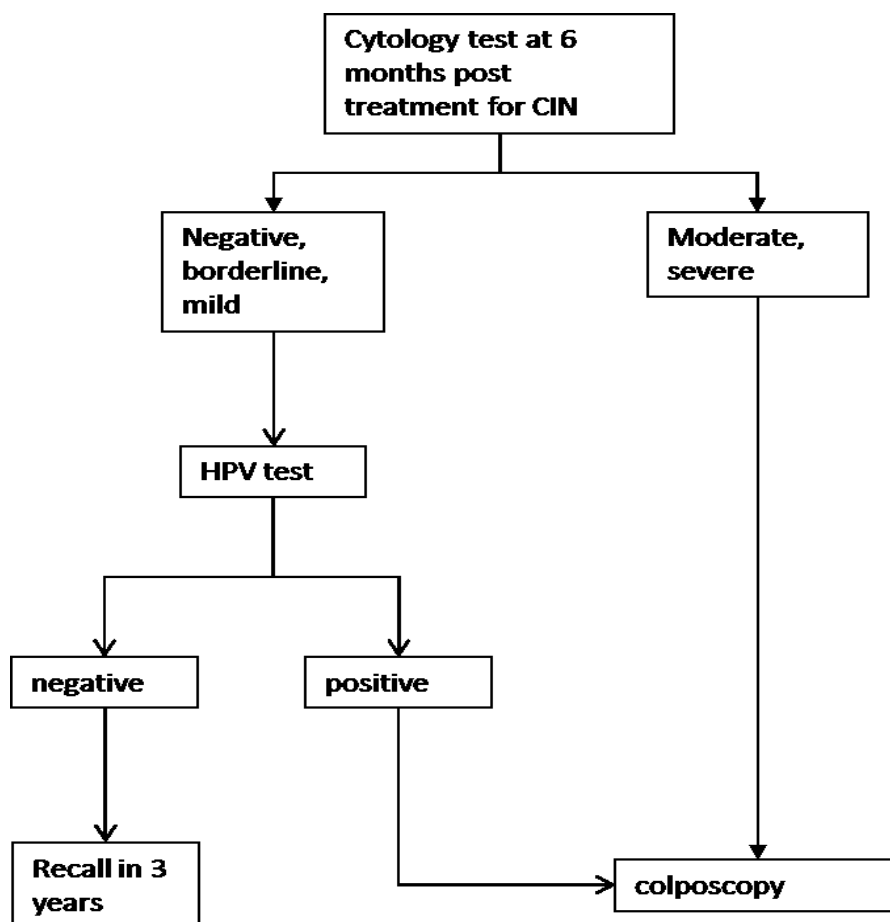 Cytology test at 6
months post
treatment for CIN
Negative,
borderline,
mild
Moderate,
severe
HPV test
negative
positive
Recall in 3
years
colposcopy